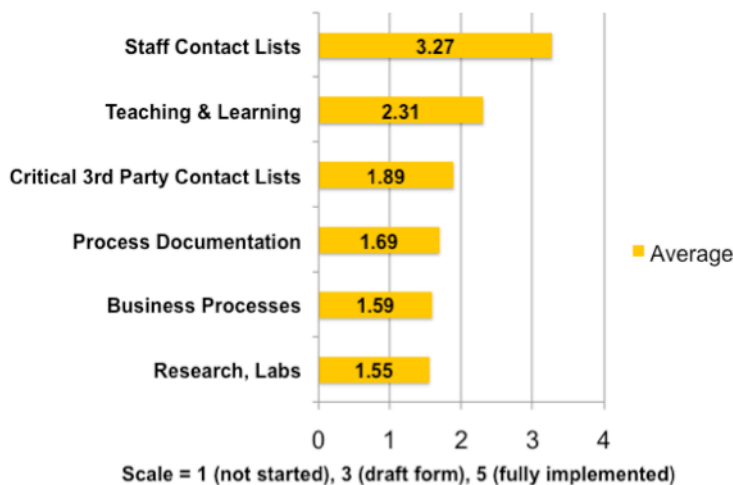 Staff Contact Lists 3.27
Teaching & Learning 2.31
Critical 3rd Party Contact Lists 1.89
Process Documentation 1.69
Average
Business Processes 1.59
Research, Labs 1.55
0 1 2 3 4
Scale = 1 (not started), 3 (draft form), 5 (fully implemented)